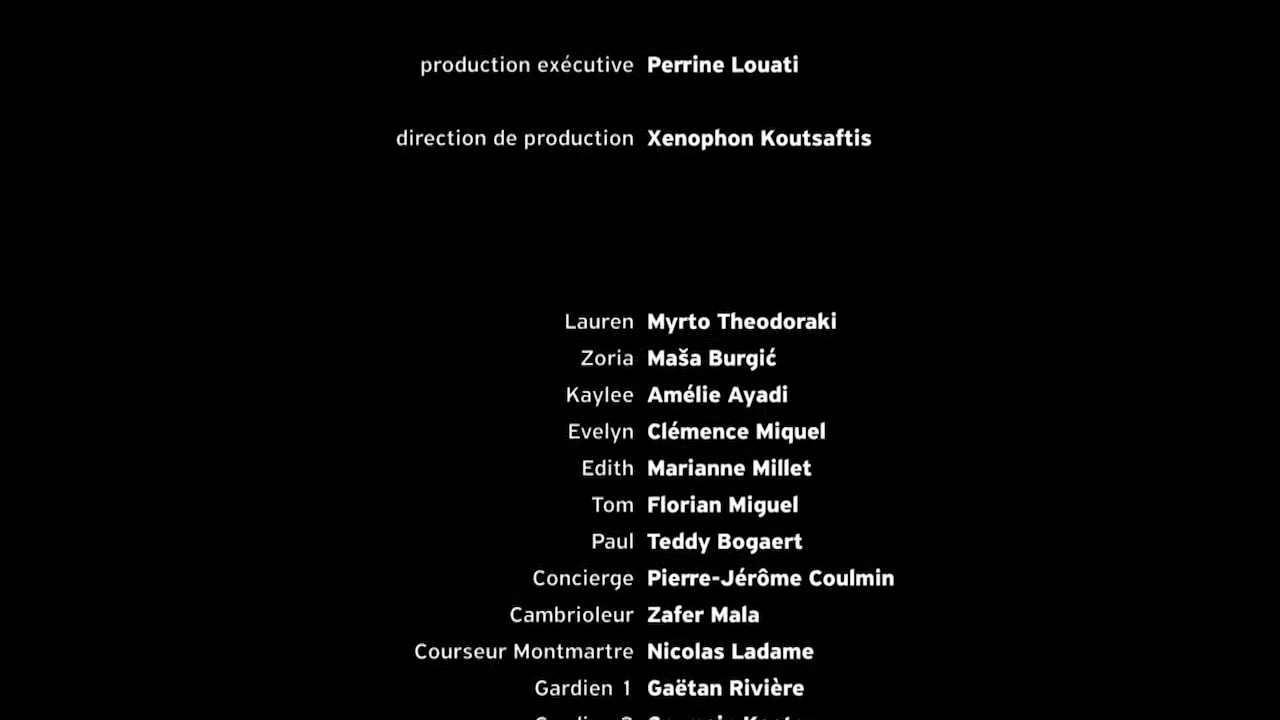 production exécutive Perrine Louati
direction de production Xenophon Koutsaftis
Lauren Myrto Theodoraki
Zoria Maša Burgić
Kaylee Amélie Ayadi
Evelyn Clémence Miquel
Edith Marianne Millet
Tom Florian Miguel
Paul Teddy Bogaert
Concierge Pierre-Jérôme Coulmin
Cambrioleur Zafer Mala
Courseur Montmartre Nicolas Ladame
Gardien 1 Gaëtan Rivière